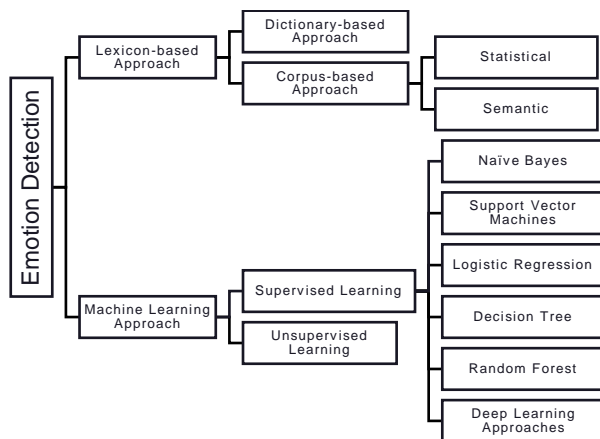 Emotion Detection
Lexicon-based
Approach
Dictionary-based
Approach
Corpus-based
Approach
Statistical
Semantic
Machine Learning
Approach
Supervised Learning
Unsupervised
Learning
Naïve Bayes
Support Vector
Machines
Logistic Regression
Decision Tree
Random Forest
Deep Learning
Approaches